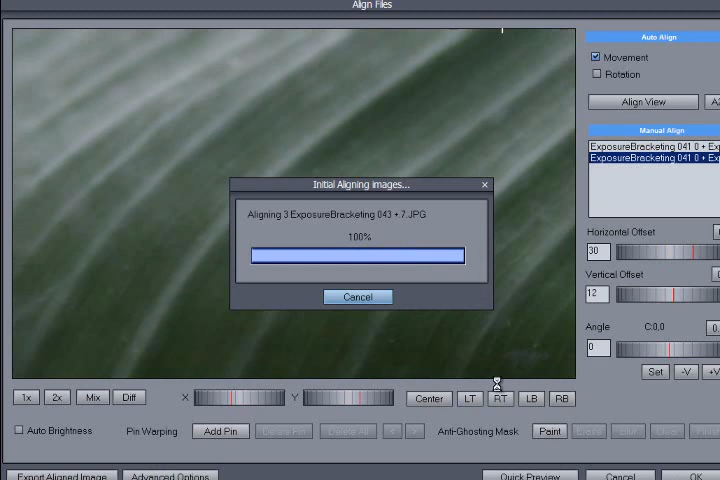 Align Files
Auto Align
Movement
Rotation
Align View
Manual Align
ExposureBracketing 041 0 + Exp
ExposureBracketing 041 0 + Exp
Initial Aligning images...
Aligning 3 ExposureBracketing 043 +.7.JPG
100%
Cancel
Horizontal Offset
30
Vertical Offset
12
Angle C:0,0 0.
0
Set -V +V
1x 2x Mix Diff X Y Center LT RT LB RB
Auto Brightness Pin Warping Add Pin Delete Pin Delete All < > Anti-Ghosting Mask Paint
Export Aligned Image Advanced Options Quick Preview Cancel OK